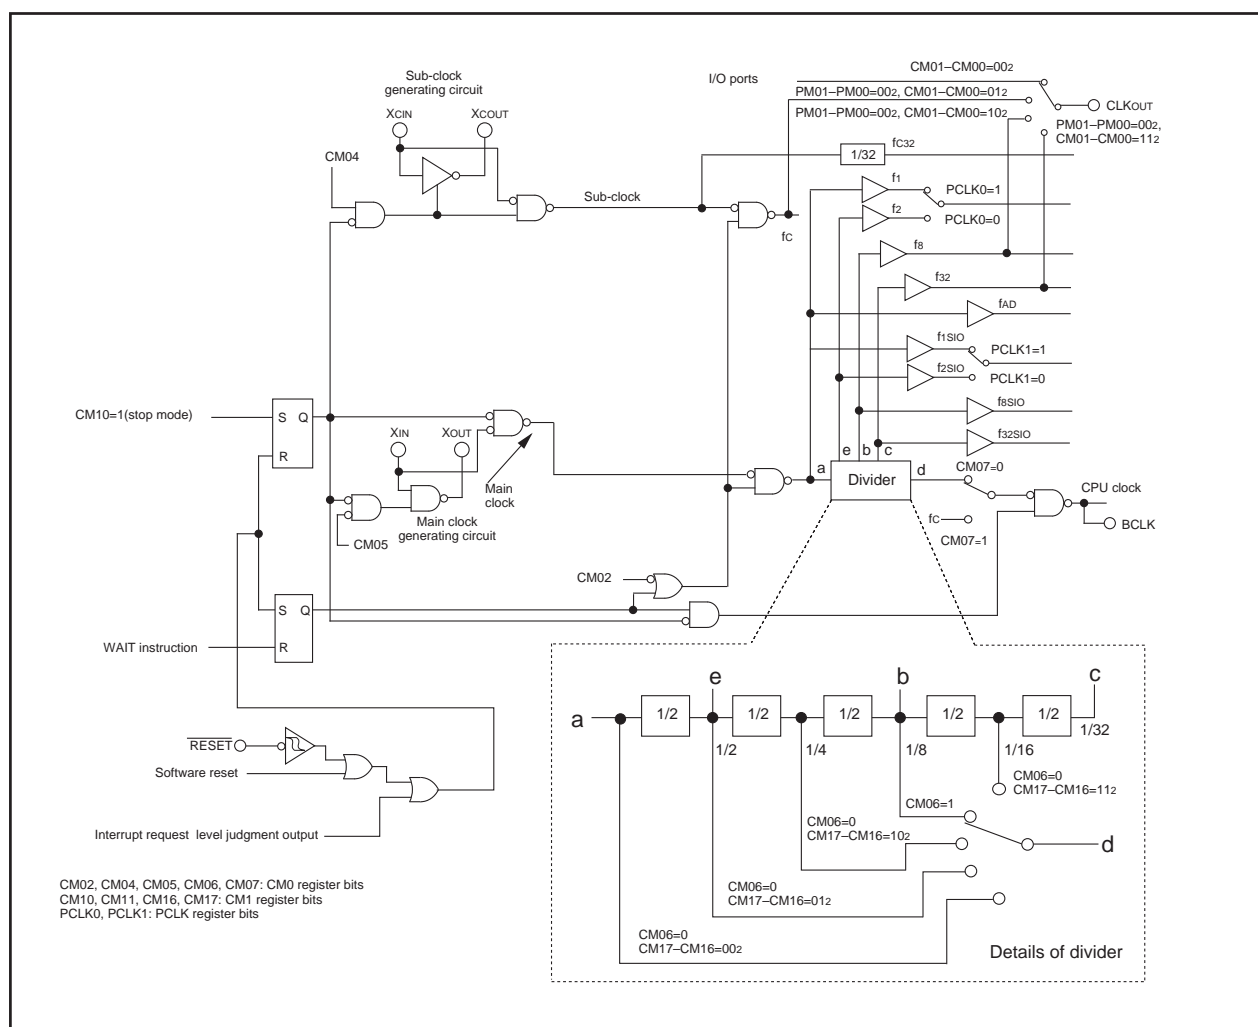 Sub-clock
generating circuit
XCIN
XCOUT
CM04
Sub-clock
I/O ports
CM01–CM00=002
PM01–PM00=002, CM01–CM00=012
PM01–PM00=002, CM01–CM00=102
CLKOUT
PM01–PM00=002,
CM01–CM00=112
1/32
fC32
f1
PCLK0=1
f2
PCLK0=0
fC
f8
f32
fAD
f1SIO
PCLK1=1
f2SIO
PCLK1=0
f8SIO
f32SIO
CM10=1(stop mode)
S Q
R
XIN
XOUT
Main
clock
Main clock
generating circuit
CM05
a
e b c
Divider
d
CM07=0
fC
CM07=1
CPU clock
BCLK
CM02
S Q
R
WAIT instruction
RESET
Software reset
Interrupt request level judgment output
a
e
b
c
1/2
1/2
1/2
1/2
1/2
1/2
1/4
1/8
1/16
1/32
CM06=0
CM17–CM16=112
CM06=1
CM06=0
CM17–CM16=102
d
CM06=0
CM17–CM16=012
CM06=0
CM17–CM16=002
Details of divider
CM02, CM04, CM05, CM06, CM07: CM0 register bits
CM10, CM11, CM16, CM17: CM1 register bits
PCLK0, PCLK1: PCLK register bits